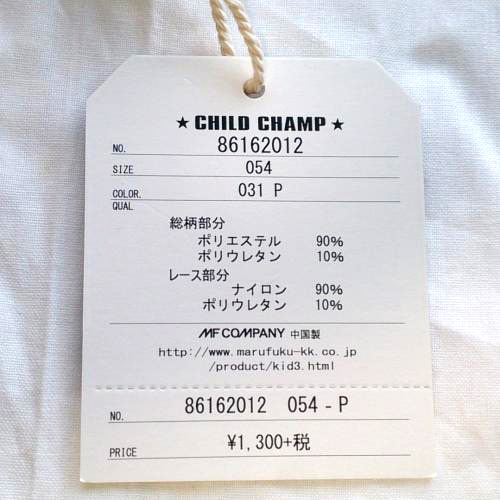 ★ CHILD CHAMP ★
NO. 86162012
SIZE 054
COLOR. 031 P
QUAL
総柄部分
ポリエステル 90%
ポリウレタン 10%
レース部分
ナイロン 90%
ポリウレタン 10%
MF COMPANY 中国製
http://www.marufuku-kk.co.jp
/product/kid3.html
NO. 86162012 054 - P
PRICE ¥1,300+税